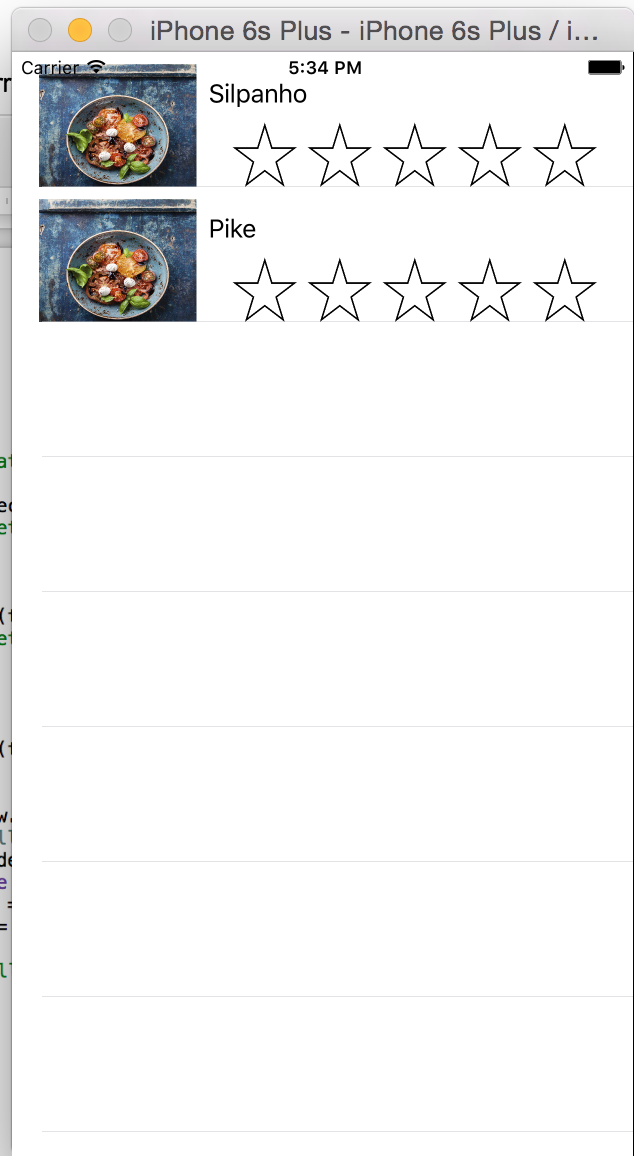 iPhone 6s Plus - iPhone 6s Plus / i...
Carrier 5:34 PM
Silpanho
Pike